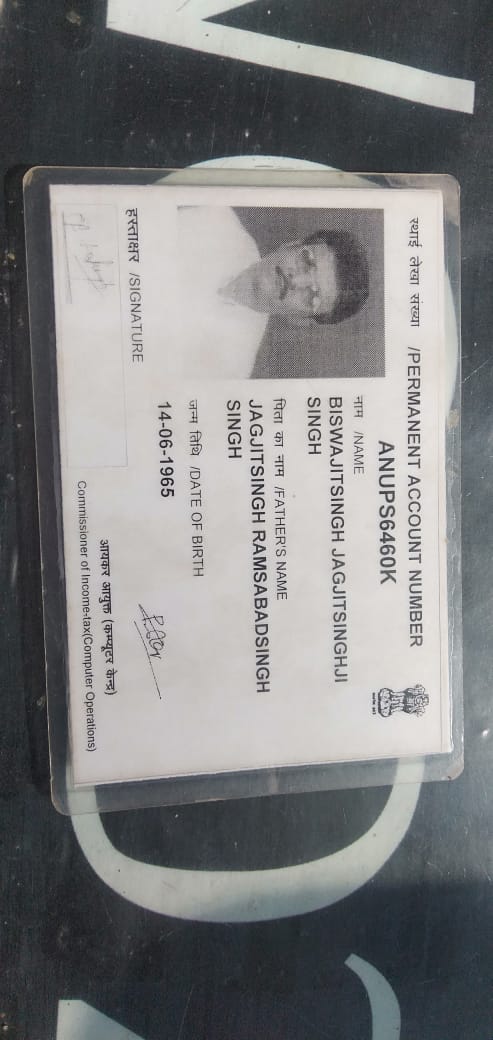 स्थाई लेखा संख्या /PERMANENT ACCOUNT NUMBER
ANUPS6460K
नाम /NAME
BISWAJITSINGH JAGJITSINGHJI
SINGH
पिता का नाम /FATHER'S NAME
JAGJITSINGH RAMSABADSINGH
SINGH
जन्म तिथि /DATE OF BIRTH
14-06-1965
हस्ताक्षर /SIGNATURE
आयकर आयुक्त (कम्प्यूटर केन्द्र)
Commissioner of Income-tax(Computer Operations)